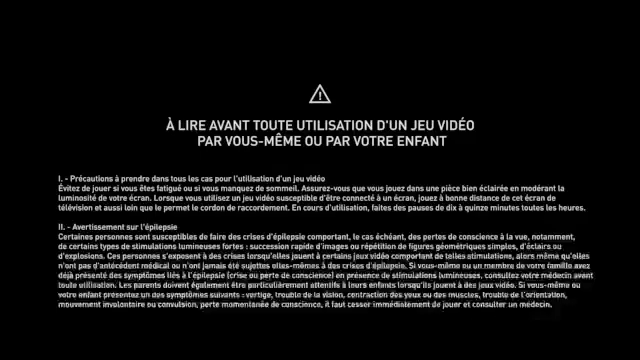 À LIRE AVANT TOUTE UTILISATION D'UN JEU VIDÉO
PAR VOUS-MÊME OU PAR VOTRE ENFANT
I. - Précautions à prendre dans tous les cas pour l'utilisation d'un jeu vidéo
Évitez de jouer si vous êtes fatigué ou si vous manquez de sommeil. Assurez-vous que vous jouez dans une pièce bien éclairée en modérant la
luminosité de votre écran. Lorsque vous utilisez un jeu vidéo susceptible d'être connecté à un écran, jouez à bonne distance de cet écran de
télévision et aussi loin que le permet le cordon de raccordement. En cours d'utilisation, faites des pauses de dix à quinze minutes toutes les heures.
II. - Avertissement sur l'épilepsie
Certaines personnes sont susceptibles de faire des crises d'épilepsie comportant, le cas échéant, des pertes de conscience à la vue, notamment,
de certains types de stimulations lumineuses fortes : succession rapide d'images ou répétition de figures géométriques simples, d'éclairs ou
d'explosions. Ces personnes s'exposent à des crises lorsqu'elles jouent à certains jeux vidéo comportant de telles stimulations, alors même qu'elles
n'ont pas d'antécédent médical ou n'ont jamais été sujettes elles-mêmes à des crises d'épilepsie. Si vous-même ou un membre de votre famille avez
déjà présenté des symptômes liés à l'épilepsie (crise ou perte de conscience) en présence de stimulations lumineuses, consultez votre médecin avant
toute utilisation. Les parents doivent également être particulièrement attentifs à leurs enfants lorsqu'ils jouent à des jeux vidéo. Si vous-même ou
votre enfant présentez un des symptômes suivants : vertige, trouble de la vision, contraction des yeux ou des muscles, trouble de l'orientation,
mouvement involontaire ou convulsion, perte momentanée de conscience, il faut cesser immédiatement de jouer et consulter un médecin.